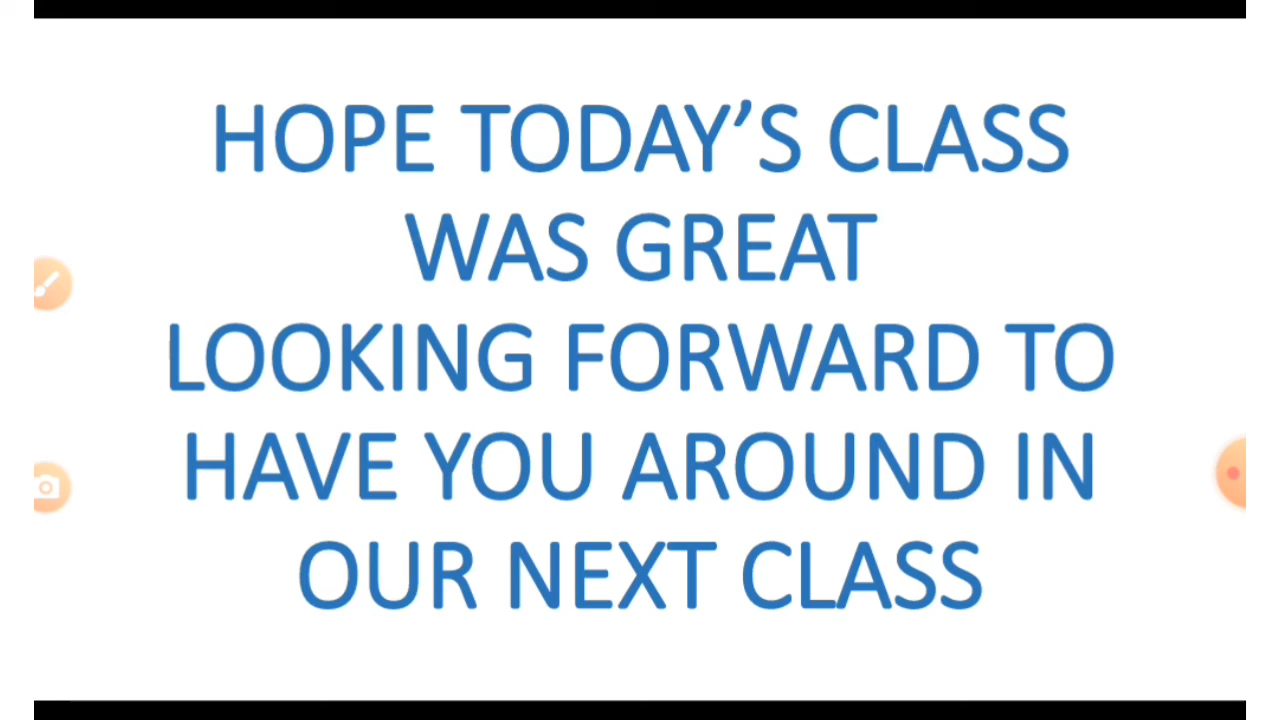 HOPE TODAY’S CLASS
WAS GREAT
LOOKING FORWARD TO
HAVE YOU AROUND IN
OUR NEXT CLASS